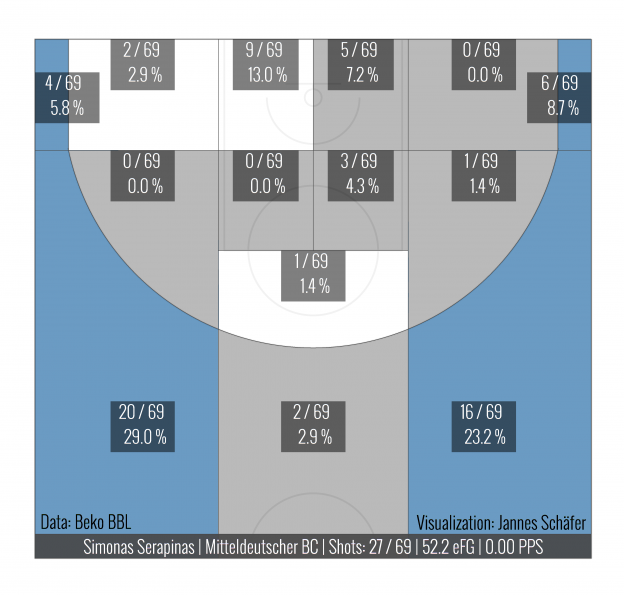 2 / 69
2.9 %
9 / 69
13.0 %
5 / 69
7.2 %
0 / 69
0.0 %
4 / 69
5.8 %
6 / 69
8.7 %
0 / 69
0.0 %
0 / 69
0.0 %
3 / 69
4.3 %
1 / 69
1.4 %
1 / 69
1.4 %
20 / 69
29.0 %
2 / 69
2.9 %
16 / 69
23.2 %
Data: Beko BBL
Visualization: Jannes Schäfer
Simonas Serapinas | Mitteldeutscher BC | Shots: 27 / 69 | 52.2 eFG | 0.00 PPS